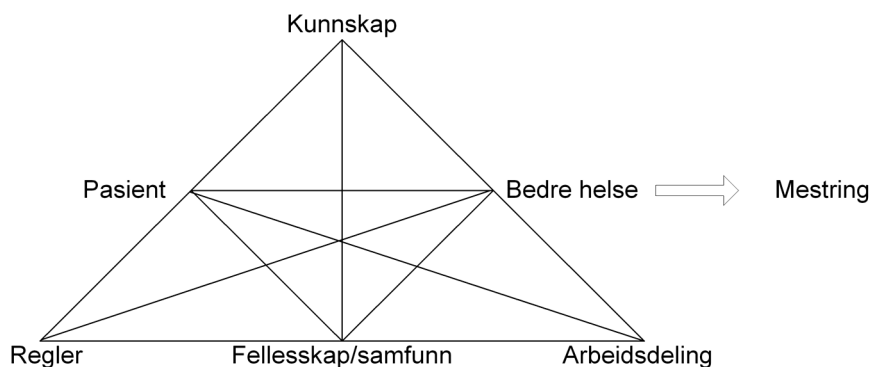 Kunnskap
Pasient
Bedre helse
Mestring
Regler
Fellesskap/samfunn
Arbeidsdeling